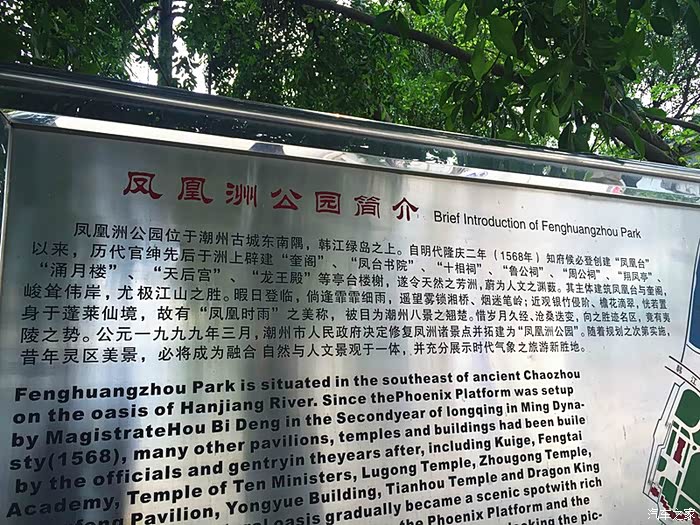 凤凰洲公园简介 Brief Introduction of Fenghuangzhou Park
凤凰洲公园位于潮州古城东南隅，韩江绿岛之上。自明代隆庆二年（1568年）知府候必登创建“凤凰台”
以来，历代官绅先后于洲上辟建“奎阁”、“凤台书院”、“十相祠”、“鲁公祠”、“周公祠”、“翔凤亭”、
“涌月楼”、“天后宫”、“龙王殿”等亭台楼榭，遂令天然之芳洲，蔚为人文之渊薮。其主体建筑凤凰台与奎阁，
峻耸伟岸，尤极江山之胜。暇日登临，倘逢霏霏细雨，遥望雾锁湘桥、烟迷笔岭；近观银竹侵阶、檐花滴翠，恍若置
身于蓬莱仙境，故有“凤凰时雨”之美称，被目为潮州八景之翘楚。惜岁月久经、沧桑迭变，向之胜迹名区，竟有夷
陵之势。公元一九九九年三月，潮州市人民政府决定修复凤洲诸景点并拓建为“凤凰洲公园”。随着规划之次第实施，
昔年灵区美景，必将成为融合 自然与人文景观于一体，并充分展示时代气象之旅游新胜地。
Fenghuangzhou Park is situated in the southeast of ancient Chaozhou
on the oasis of Hanjiang River. Since thePhoenix Platform was setup
by MagistrateHou Bi Deng in the Secondyear of longqing in Ming Dyna-
sty(1568), many other pavilions, temples and buildings had been buile
by the officials and gentryin theyears after, including Kuige, Fengtai
Academy, Temple of Ten Ministers, Lugong Temple, Zhougong Temple,
Pavilion, Yongyue Building, Tianhou Temple and Dragon King
oasis gradually became a scenic spotwith rich
the Phoenix Platform and the
the pic-
韩江
汽车之家